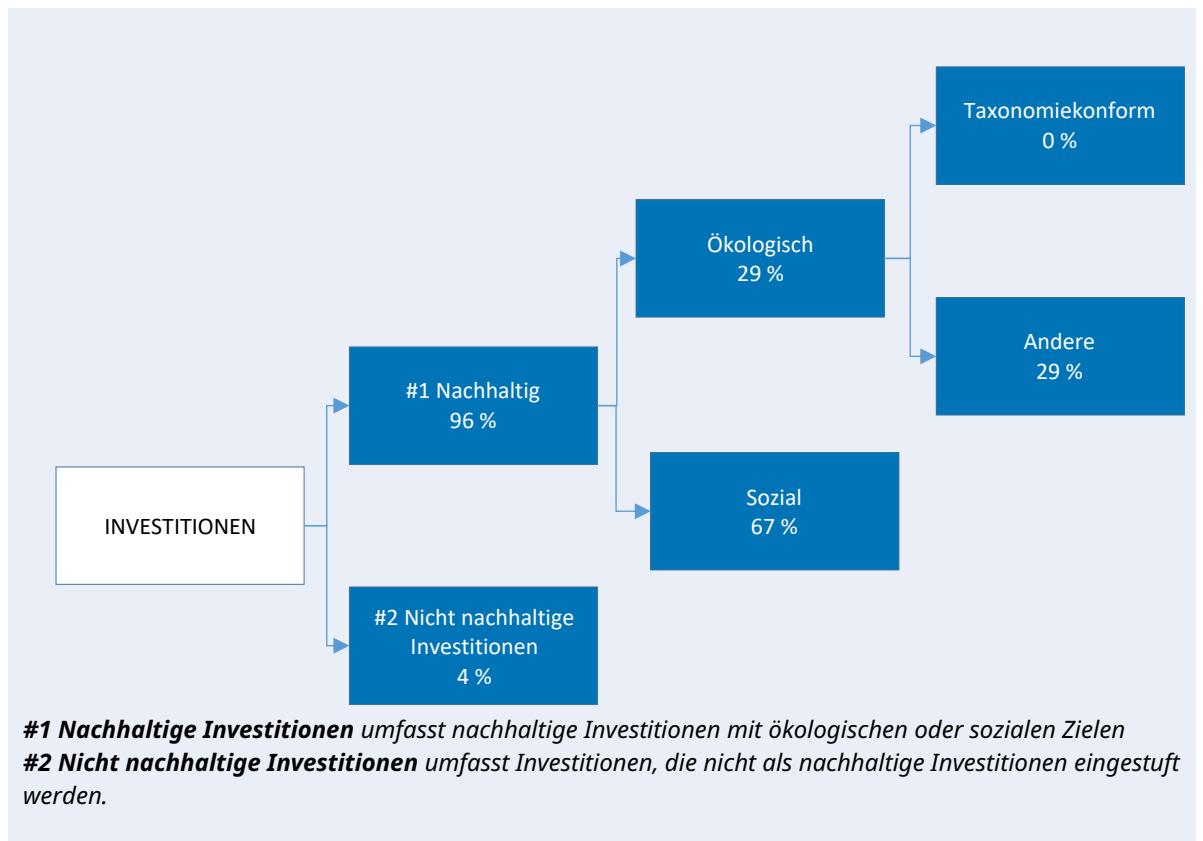 Taxonomiekonform
0 %
Ökologisch
29 %
Andere
29 %
#1 Nachhaltig
96 %
Sozial
67 %
INVESTITIONEN
#2 Nicht nachhaltige
Investitionen
4 %
#1 Nachhaltige Investitionen umfasst nachhaltige Investitionen mit ökologischen oder sozialen Zielen
#2 Nicht nachhaltige Investitionen umfasst Investitionen, die nicht als nachhaltige Investitionen eingestuft
werden.